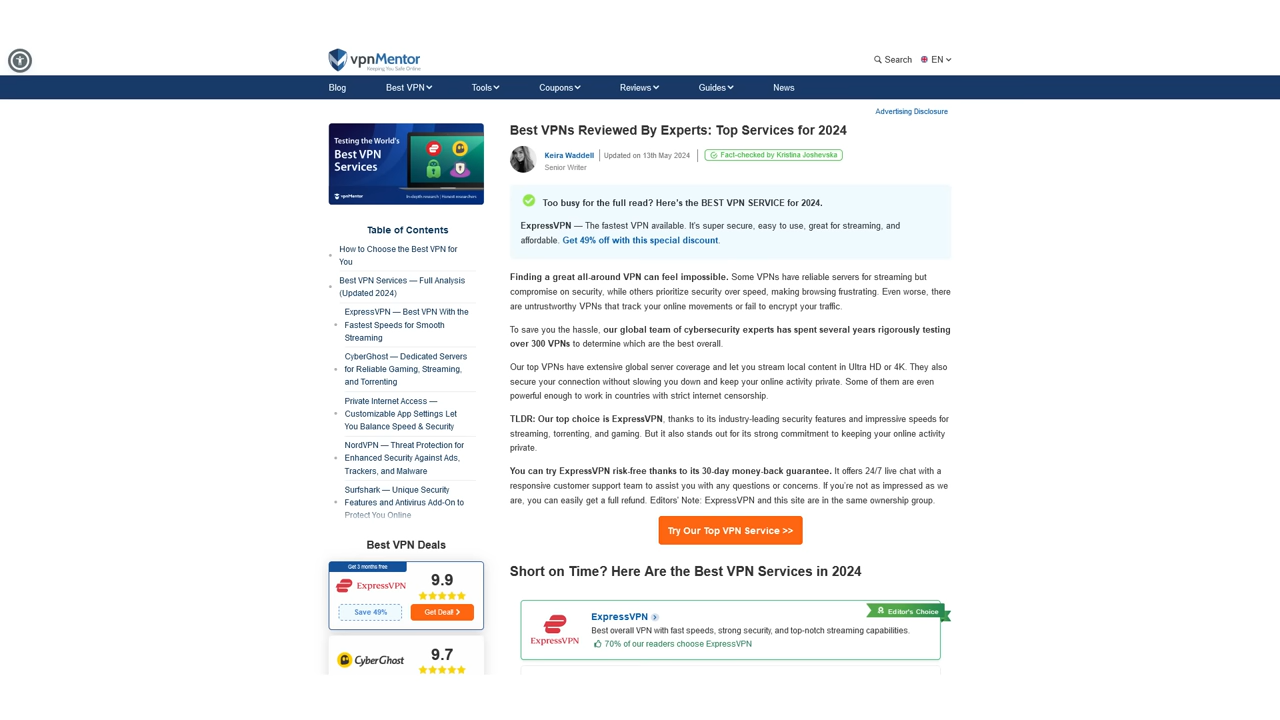 vpnMentor
Keeping You Safe Online
Search
EN
Blog
Best VPN
Tools
Coupons
Reviews
Guides
News
Advertising Disclosure
Testing the World's
Best VPN
Services
vpnMentor
In-depth research | Honest researchers
Table of Contents
How to Choose the Best VPN for
You
Best VPN Services — Full Analysis
(Updated 2024)
ExpressVPN — Best VPN With the
Fastest Speeds for Smooth
Streaming
CyberGhost — Dedicated Servers
for Reliable Gaming, Streaming,
and Torrenting
Private Internet Access —
Customizable App Settings Let
You Balance Speed & Security
NordVPN — Threat Protection for
Enhanced Security Against Ads,
Trackers, and Malware
Surfshark — Unique Security
Features and Antivirus Add-On to
Protect You Online
Best VPN Deals
Get 3 months free
ExpressVPN
9.9
Save 49%
Get Deal!
CyberGhost
9.7
Best VPNs Reviewed By Experts: Top Services for 2024
Keira Waddell
Updated on 13th May 2024
Fact-checked by Kristina Joshevska
Senior Writer
Too busy for the full read? Here's the BEST VPN SERVICE for 2024.
ExpressVPN — The fastest VPN available. It's super secure, easy to use, great for streaming, and
affordable. Get 49% off with this special discount.
Finding a great all-around VPN can feel impossible. Some VPNs have reliable servers for streaming but
compromise on security, while others prioritize security over speed, making browsing frustrating. Even worse, there
are untrustworthy VPNs that track your online movements or fail to encrypt your traffic.
To save you the hassle, our global team of cybersecurity experts has spent several years rigorously testing
over 300 VPNs to determine which are the best overall.
Our top VPNs have extensive global server coverage and let you stream local content in Ultra HD or 4K. They also
secure your connection without slowing you down and keep your online activity private. Some of them are even
powerful enough to work in countries with strict internet censorship.
TLDR: Our top choice is ExpressVPN, thanks to its industry-leading security features and impressive speeds for
streaming, torrenting, and gaming. But it also stands out for its strong commitment to keeping your online activity
private.
You can try ExpressVPN risk-free thanks to its 30-day money-back guarantee. It offers 24/7 live chat with a
responsive customer support team to assist you with any questions or concerns. If you're not as impressed as we
are, you can easily get a full refund. Editors' Note: ExpressVPN and this site are in the same ownership group.
Try Our Top VPN Service >>
Short on Time? Here Are the Best VPN Services in 2024
Editor's Choice
ExpressVPN
ExpressVPN
Best overall VPN with fast speeds, strong security, and top-notch streaming capabilities.
70% of our readers choose ExpressVPN